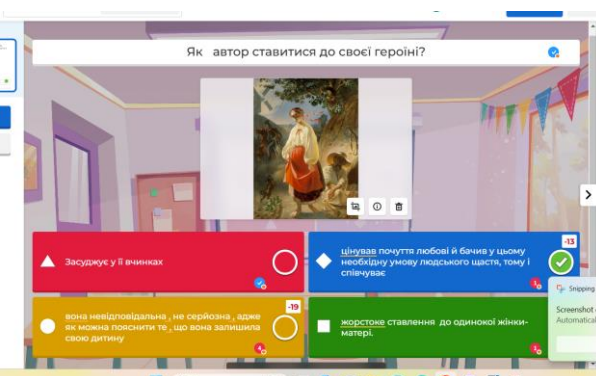 Як автор ставитися до своєї героїні?
Засуджує у її вчинках
-13
цінував почуття любові й бачив у цьому
необхідну умову людського щастя, тому і
співчуває
-19
вона невідповідальна , не серйозна , адже
як можна пояснити те , що вона залишила
свою дитину
жорстоке ставлення до одинокої жінки-
матері.
Snipping
Screenshot
Automatical